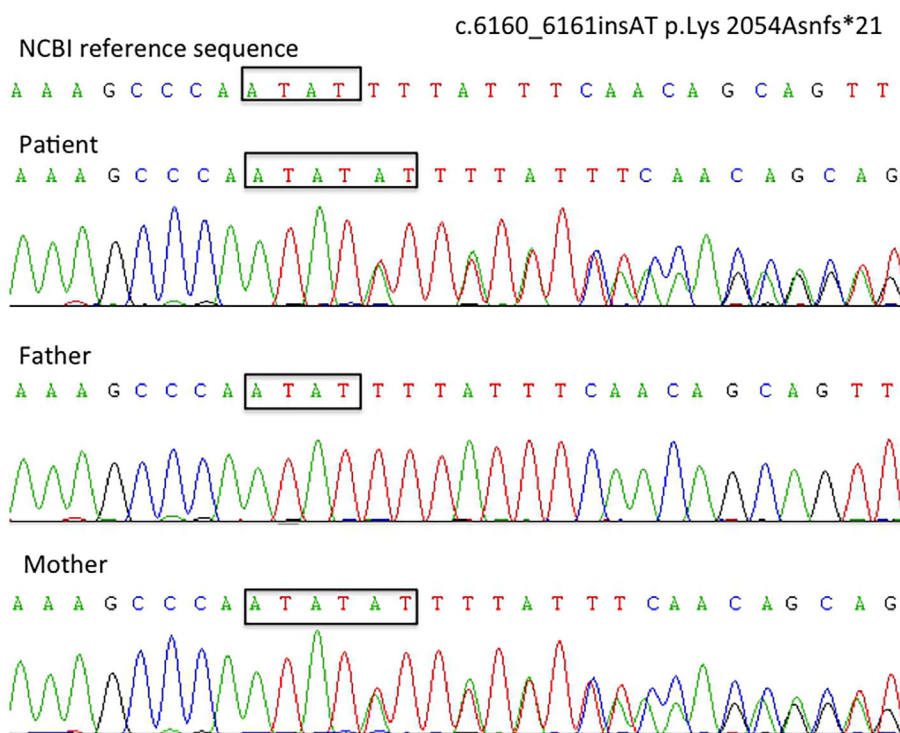 c.6160_6161insAT p.Lys 2054Asnfs*21
NCBI reference sequence
A A A G C C C A A T A T T T T A T T T C A A C A G C A G T T
Patient
A A A G C C C A A T A T A T T T T A T T T C A A C A G C A G
Father
A A A G C C C A A T A T T T T A T T T C A A C A G C A G T T
Mother
A A A G C C C A A T A T A T T T T A T T T C A A C A G C A G